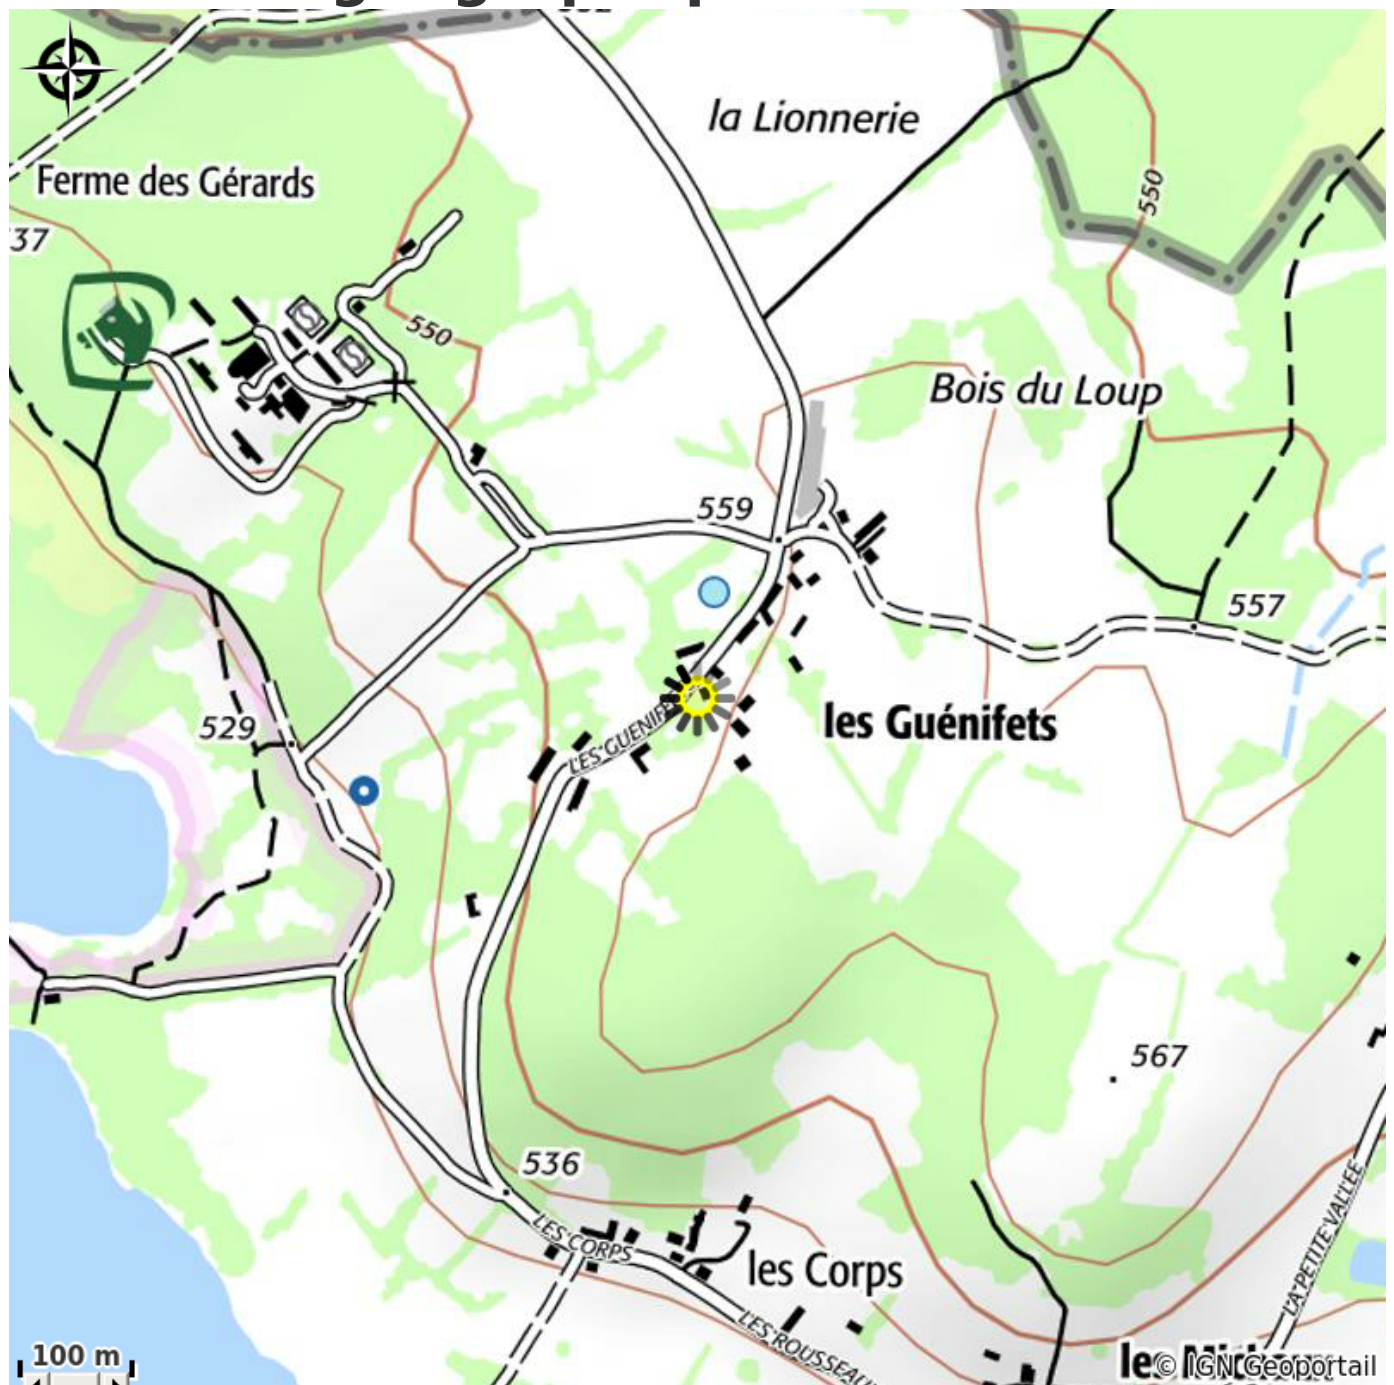 la Lionnerie
Ferme des Gérards
550
37
550
Bois du Loup
559
557
529
les Guénifets
LES GUENIF
567
536
LES CORPS
les Corps
LA PETITE VALLEE
LES ROUSSEAU
100 m
© IGN Geoportail